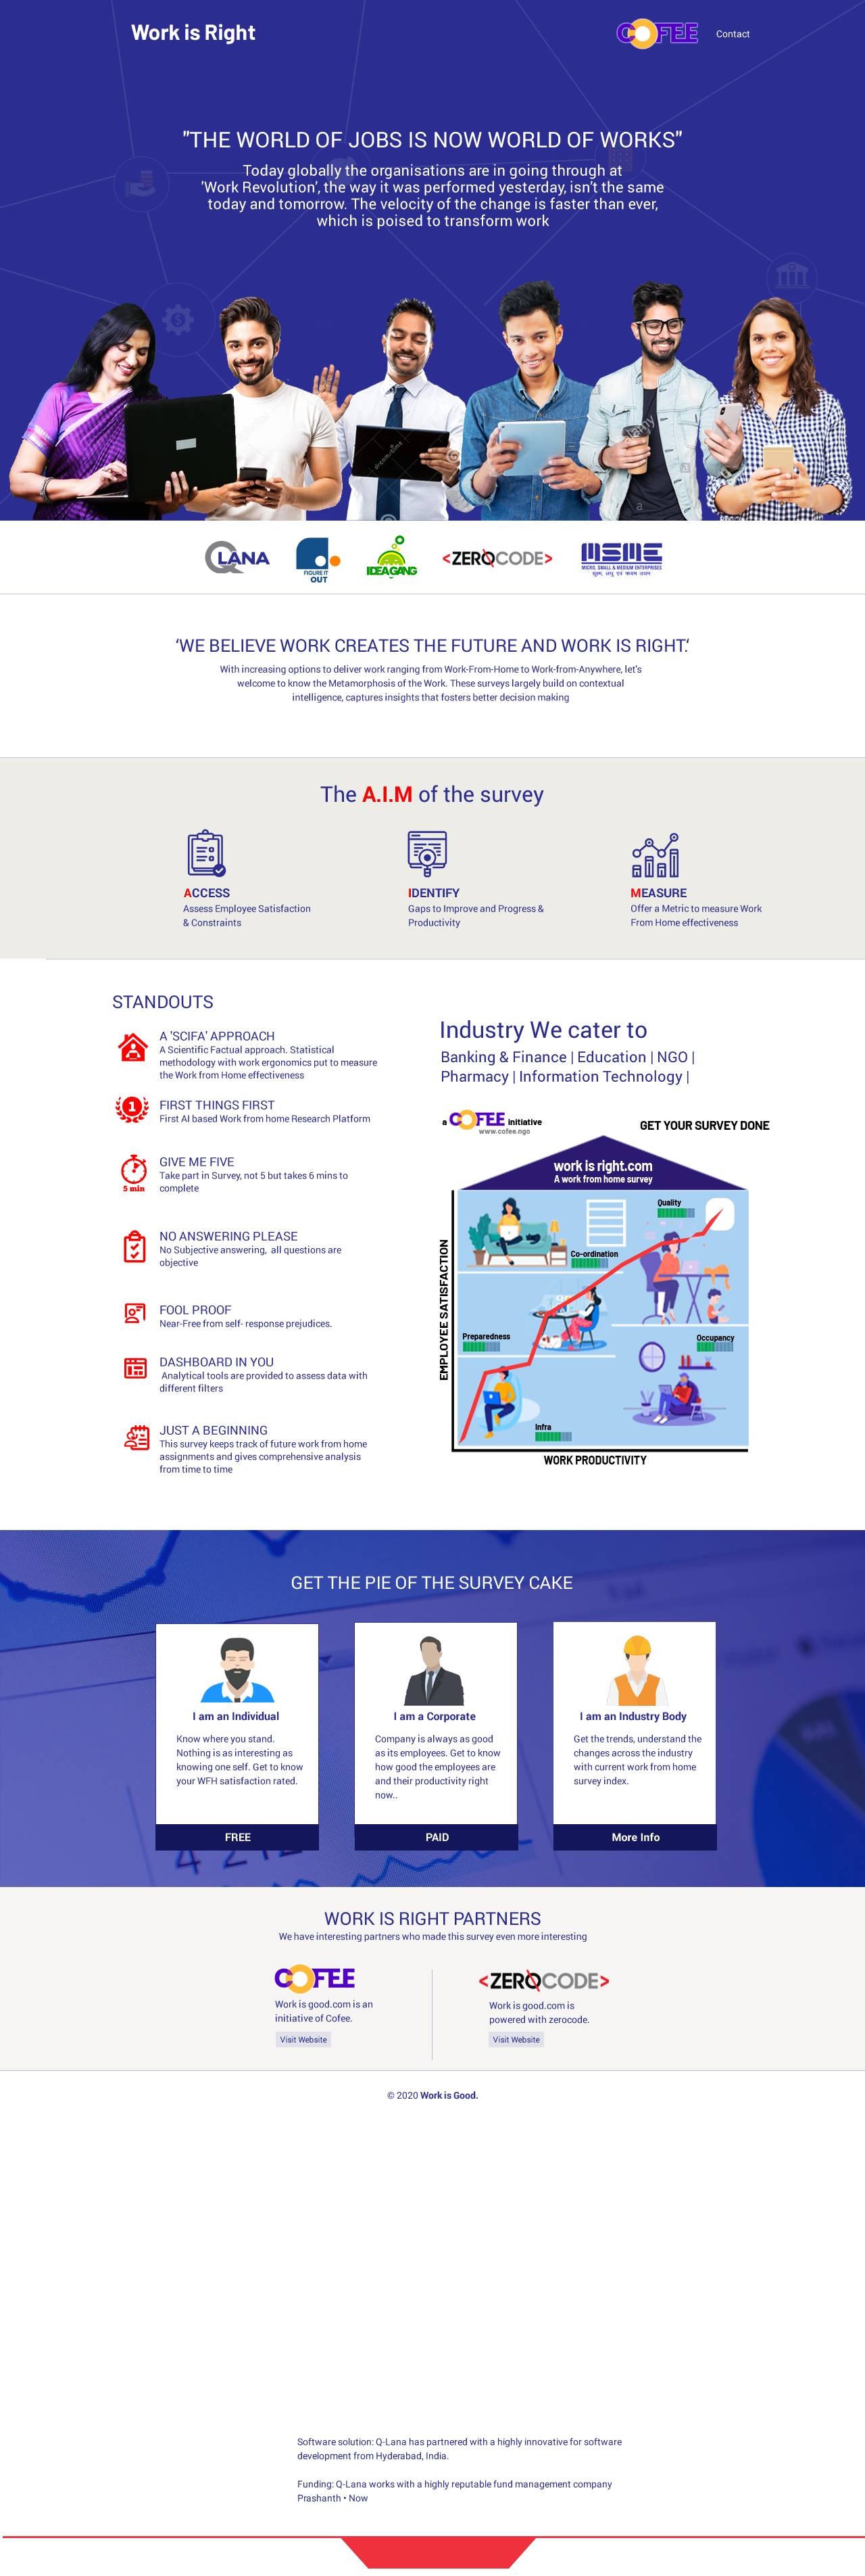 Work is Right
COFEE
Contact
"THE WORLD OF JOBS IS NOW WORLD OF WORKS"
Today globally the organisations are in going through at
'Work Revolution', the way it was performed yesterday, isn't the same
today and tomorrow. The velocity of the change is faster than ever,
which is poised to transform work
QLANA
FIGURE IT
OUT
IDEAGANG
<ZEROCODE>
MSME
MICRO, SMALL & MEDIUM ENTERPRISES
सूक्ष्म, लघु एवं मध्यम उद्यम
'WE BELIEVE WORK CREATES THE FUTURE AND WORK IS RIGHT.'
With increasing options to deliver work ranging from Work-From-Home to Work-from-Anywhere, let's
welcome to know the Metamorphosis of the Work. These surveys largely build on contextual
intelligence, captures insights that fosters better decision making
The A.I.M of the survey
ACCESS
Assess Employee Satisfaction
& Constraints
IDENTIFY
Gaps to Improve and Progress &
Productivity
MEASURE
Offer a Metric to measure Work
From Home effectiveness
STANDOUTS
A 'SCIFA' APPROACH
A Scientific Factual approach. Statistical
methodology with work ergonomics put to measure
the Work from Home effectiveness
1
FIRST THINGS FIRST
First AI based Work from home Research Platform
5 min
GIVE ME FIVE
Take part in Survey, not 5 but takes 6 mins to
complete
NO ANSWERING PLEASE
No Subjective answering, all questions are
objective
FOOL PROOF
Near-Free from self- response prejudices.
DASHBOARD IN YOU
Analytical tools are provided to assess data with
different filters
JUST A BEGINNING
This survey keeps track of future work from home
assignments and gives comprehensive analysis
from time to time
Industry We cater to
Banking & Finance | Education | NGO |
Pharmacy | Information Technology |
a COFEE initiative
www.cofee.ngo
GET YOUR SURVEY DONE
work is right.com
A work from home survey
Quality
Co-ordination
Preparedness
Occupancy
Infra
EMPLOYEE SATISFACTION
WORK PRODUCTIVITY
GET THE PIE OF THE SURVEY CAKE
I am an Individual
Know where you stand.
Nothing is as interesting as
knowing one self. Get to know
your WFH satisfaction rated.
FREE
I am a Corporate
Company is always as good
as its employees. Get to know
how good the employees are
and their productivity right
now..
PAID
I am an Industry Body
Get the trends, understand the
changes across the industry
with current work from home
survey index.
More Info
WORK IS RIGHT PARTNERS
We have interesting partners who made this survey even more interesting
COFEE
Work is good.com is an
initiative of Cofee.
Visit Website
<ZEROCODE>
Work is good.com is
powered with zerocode.
Visit Website
© 2020 Work is Good.
Software solution: Q-Lana has partnered with a highly innovative for software
development from Hyderabad, India.
Funding: Q-Lana works with a highly reputable fund management company
Prashanth • Now